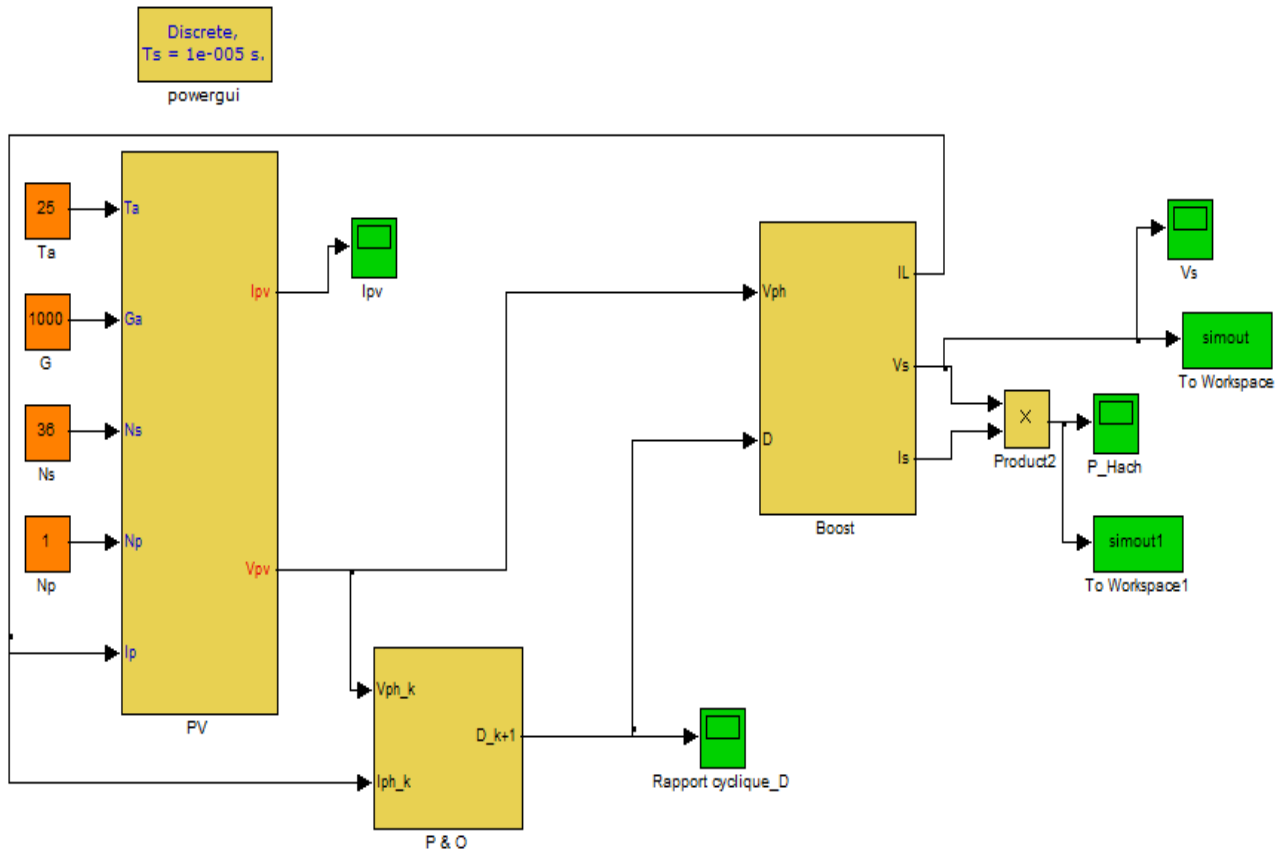 Discrete,
Ts = 1e-005 s.
powergui
25
Ta
1000
G
36
Ns
1
Np
Ta
Ga
Ns
Np
Ip
Ipv
Vpv
PV
Ipv
Vph_k
Iph_k
D_k+1
P & O
Rapport cyclique_D
Vph
D
IL
Vs
Is
Boost
X
Product2
Vs
simout
To Workspace
P_Hach
simout1
To Workspace1